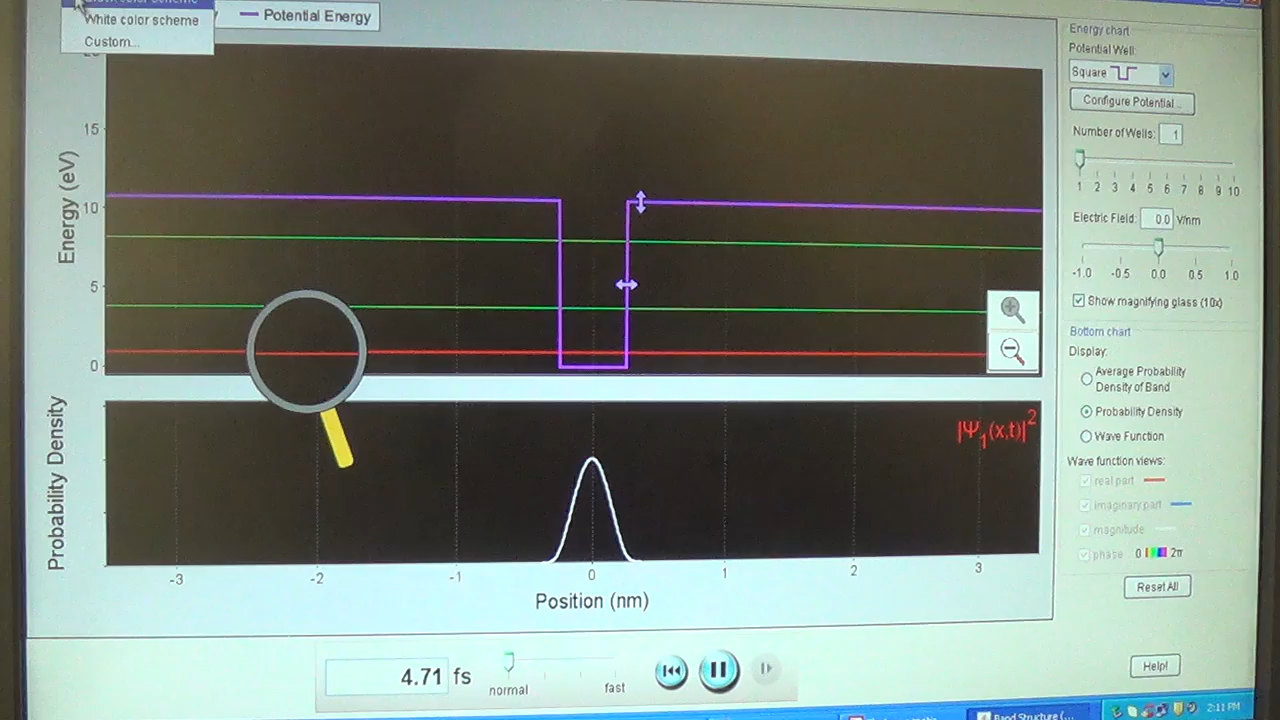 White color scheme
Custom...
Potential Energy
Energy (eV)
15
10
5
0
Probability Density
|Ψ1(x,t)|2
-3
-2
-1
0
1
2
3
Position (nm)
4.71 fs
normal
fast
Energy chart
Potential Well:
Square
Configure Potential...
Number of Wells: 1
1 2 3 4 5 6 7 8 9 10
Electric Field: 0.0 V/nm
-1.0 -0.5 0.0 0.5 1.0
Show magnifying glass (10x)
Bottom chart
Display:
Average Probability
Density of Band
Probability Density
Wave Function
Wave function views:
real part
imaginary part
magnitude
phase 0 2π
Reset All
Help!
Band Structure (...
2:11 PM